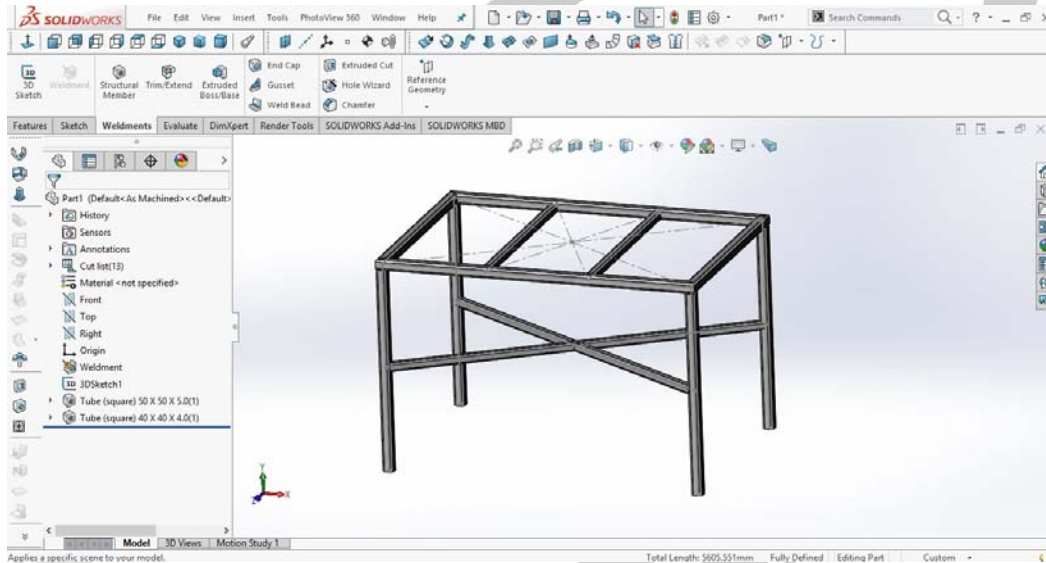 SOLIDWORKS File Edit View Insert Tools PhotoView 360 Window Help Part1 * Search Commands
End Cap
Extruded Cut
3D Sketch
Weldment
Structural Member
Trim/Extend
Extruded Boss/Base
Gusset
Hole Wizard
Reference Geometry
Weld Bead
Chamfer
Features Sketch Weldments Evaluate DimXpert Render Tools SOLIDWORKS Add-Ins SOLIDWORKS MBD
Part1 (Default<As Machined><<Default>
History
Sensors
Annotations
Cut list(13)
Material <not specified>
Front
Top
Right
Origin
Weldment
3D 3DSketch1
Tube (square) 50 X 50 X 5.0(1)
Tube (square) 40 X 40 X 4.0(1)
Y
X
Z
Model 3D Views Motion Study 1
Applies a specific scene to your model. Total Length: 5605.551mm Fully Defined Editing Part Custom